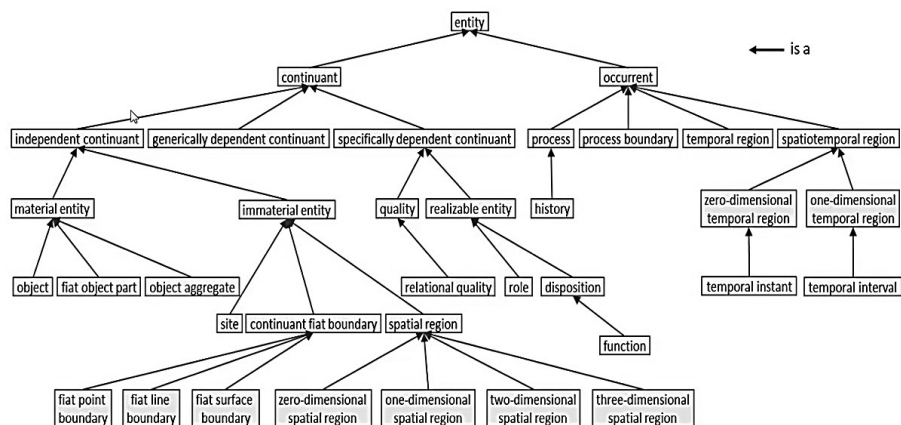 entity
is a
continuant
occurrent
independent continuant
generically dependent continuant
specifically dependent continuant
process
process boundary
temporal region
spatiotemporal region
material entity
immaterial entity
quality
realizable entity
history
zero-dimensional
temporal region
one-dimensional
temporal region
object
fiat object part
object aggregate
relational quality
role
disposition
temporal instant
temporal interval
site
continuant fiat boundary
spatial region
function
fiat point
boundary
fiat line
boundary
fiat surface
boundary
zero-dimensional
spatial region
one-dimensional
spatial region
two-dimensional
spatial region
three-dimensional
spatial region